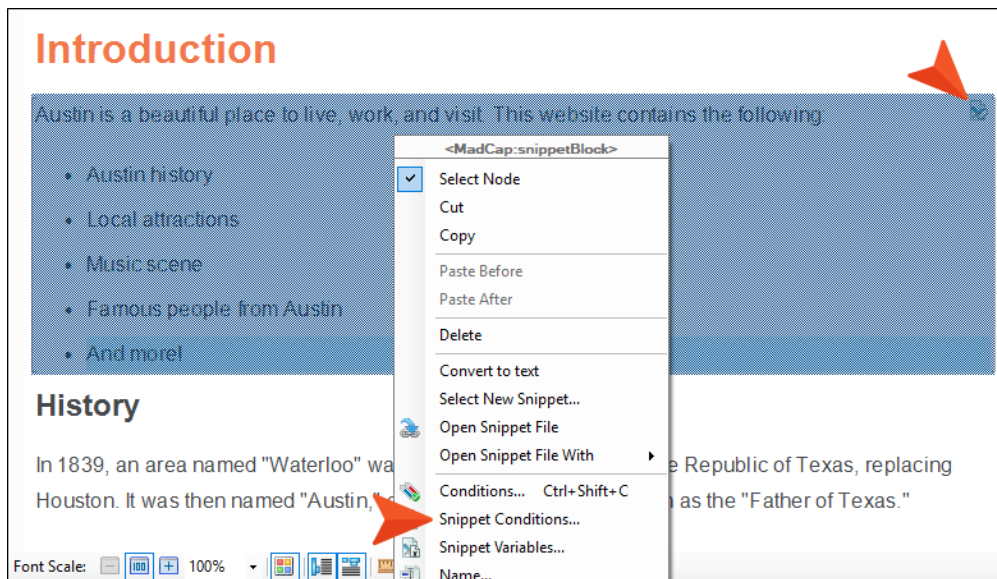 Introduction
Austin is a beautiful place to live, work, and visit. This website contains the following:
• Austin history
• Local attractions
• Music scene
• Famous people from Austin
• And more!
<MadCap:snippetBlock>
Select Node
Cut
Copy
Paste Before
Paste After
Delete
Convert to text
Select New Snippet...
Open Snippet File
Open Snippet File With
Conditions... Ctrl+Shift+C
Snippet Conditions...
Snippet Variables...
Name...
History
In 1839, an area named "Waterloo" wa e Republic of Texas, replacing
Houston. It was then named "Austin," as the "Father of Texas."
Font Scale: 100%